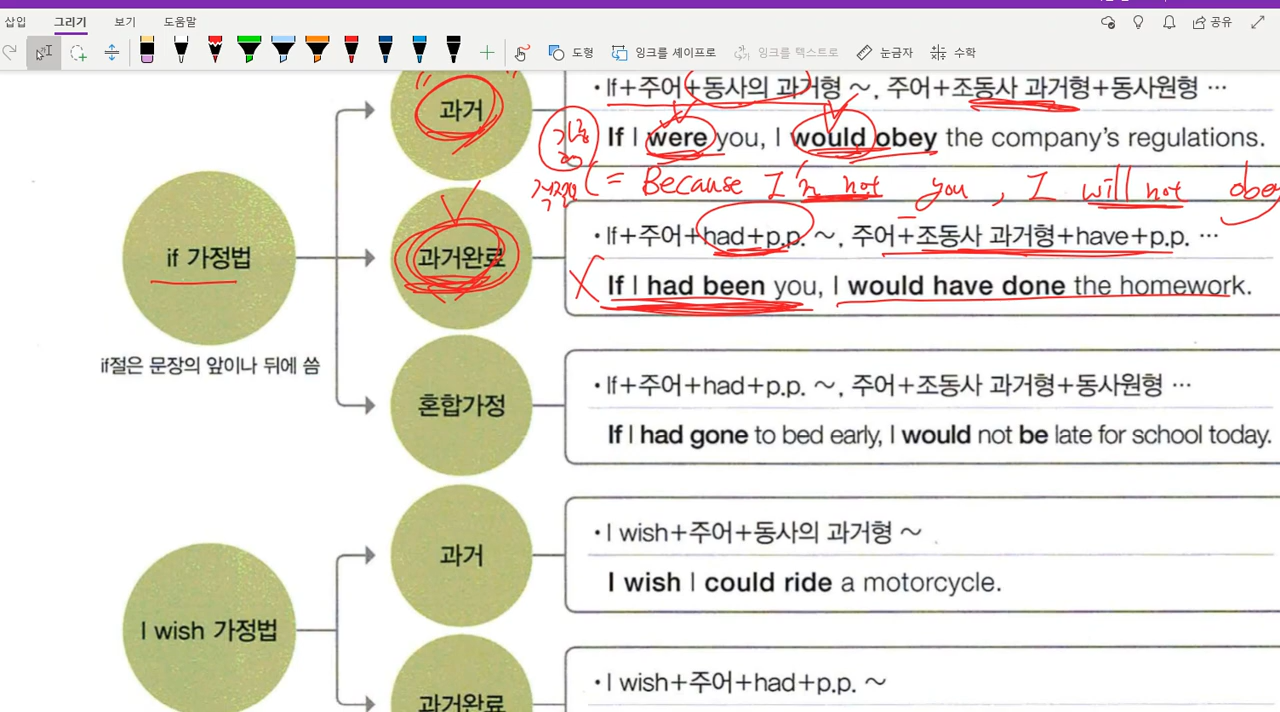 삽입 그리기 보기 도움말 공유
도형 잉크를 셰이프로 잉크를 텍스트로 눈금자 수학
if 가정법
if절은 문장의 앞이나 뒤에 씀
과거
• If+주어+동사의 과거형 ~, 주어+조동사 과거형+동사원형 …
If I were you, I would obey the company's regulations.
= Because I'm not you, I will not obey
과거완료
• If+주어+had+p.p. ~, 주어+조동사 과거형+have+p.p. …
X If I had been you, I would have done the homework.
혼합가정
• If+주어+had+p.p. ~, 주어+조동사 과거형+동사원형 …
If I had gone to bed early, I would not be late for school today.
I wish 가정법
과거
• I wish+주어+동사의 과거형 ~
I wish I could ride a motorcycle.
과거완료
• I wish+주어+had+p.p. ~